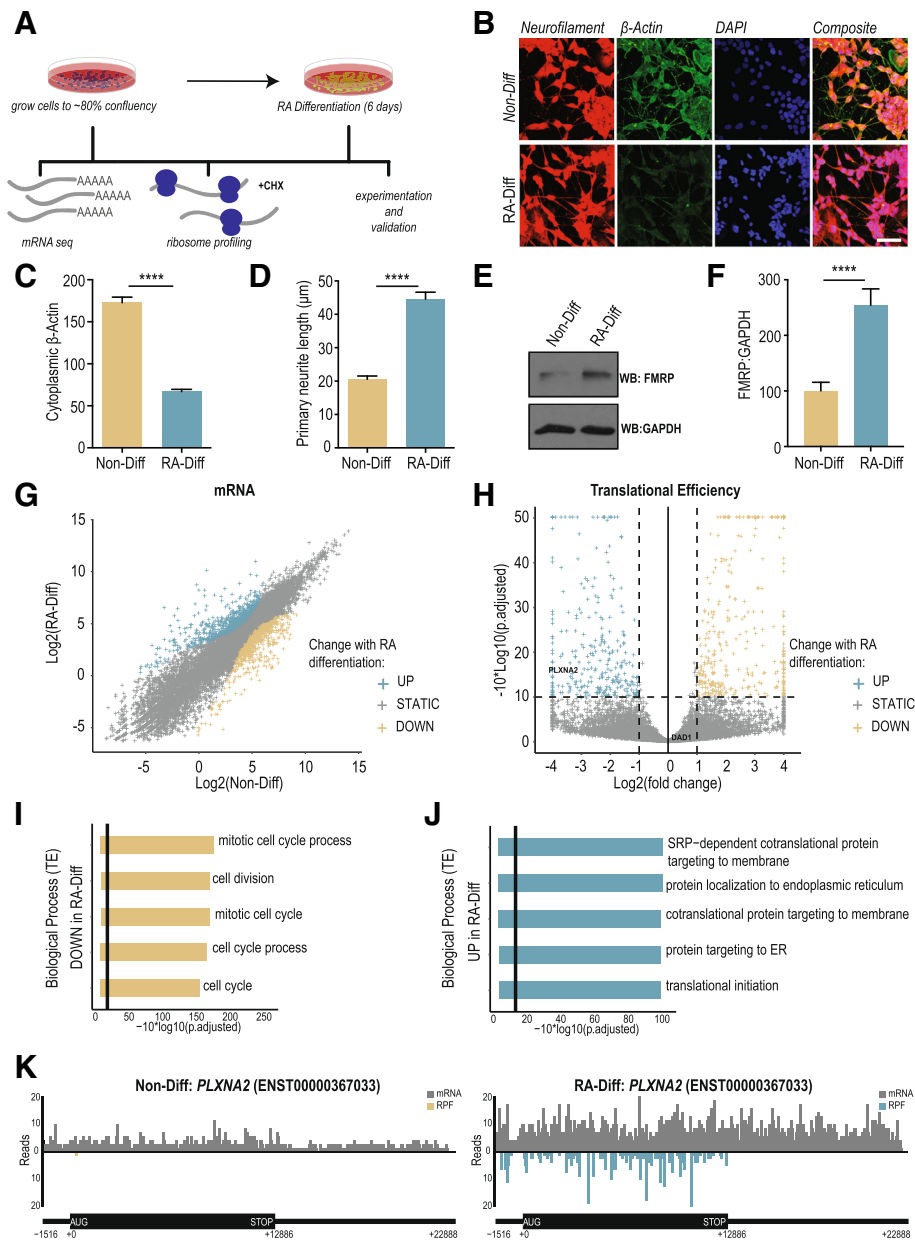 A
grow cells to ~80% confluency
RA Differentiation (6 days)
AAAAA
AAAAA
AAAAA
+CHX
mRNA seq
ribosome profiling
experimentation
and
validation
B
Neurofilament
β-Actin
DAPI
Composite
Non-Diff
RA-Diff
C
Cytoplasmic β-Actin
200
150
100
50
0
****
Non-Diff
RA-Diff
D
Primary neurite length (µm)
50
40
30
20
10
0
****
Non-Diff
RA-Diff
E
Non-Diff
RA-Diff
WB: FMRP
WB:GAPDH
F
FMRP:GAPDH
300
200
100
0
****
Non-Diff
RA-Diff
G
mRNA
Log2(RA-Diff)
15
10
5
0
-5
-5
0
5
10
15
Log2(Non-Diff)
Change with RA
differentiation:
UP
STATIC
DOWN
H
Translational Efficiency
-10*Log10(p.adjusted)
50
40
30
20
10
0
PLXNA2
DAD1
-4
-3
-2
-1
0
1
2
3
4
Log2(fold change)
Change with RA
differentiation:
UP
STATIC
DOWN
I
Biological Process (TE)
DOWN in RA-Diff
mitotic cell cycle process
cell division
mitotic cell cycle
cell cycle process
cell cycle
0
50
100
150
200
250
−10*log10(p.adjusted)
J
Biological Process (TE)
UP in RA-Diff
SRP−dependent cotranslational protein
targeting to membrane
protein localization to endoplasmic reticulum
cotranslational protein targeting to membrane
protein targeting to ER
translational initiation
0
20
40
60
80
100
−10*log10(p.adjusted)
K
Non-Diff: PLXNA2 (ENST00000367033)
mRNA
RPF
Reads
20
10
0
10
20
AUG
STOP
−1516
+0
+12886
+22888
RA-Diff: PLXNA2 (ENST00000367033)
mRNA
RPF
Reads
20
10
0
10
20
AUG
STOP
−1516
+0
+12886
+22888